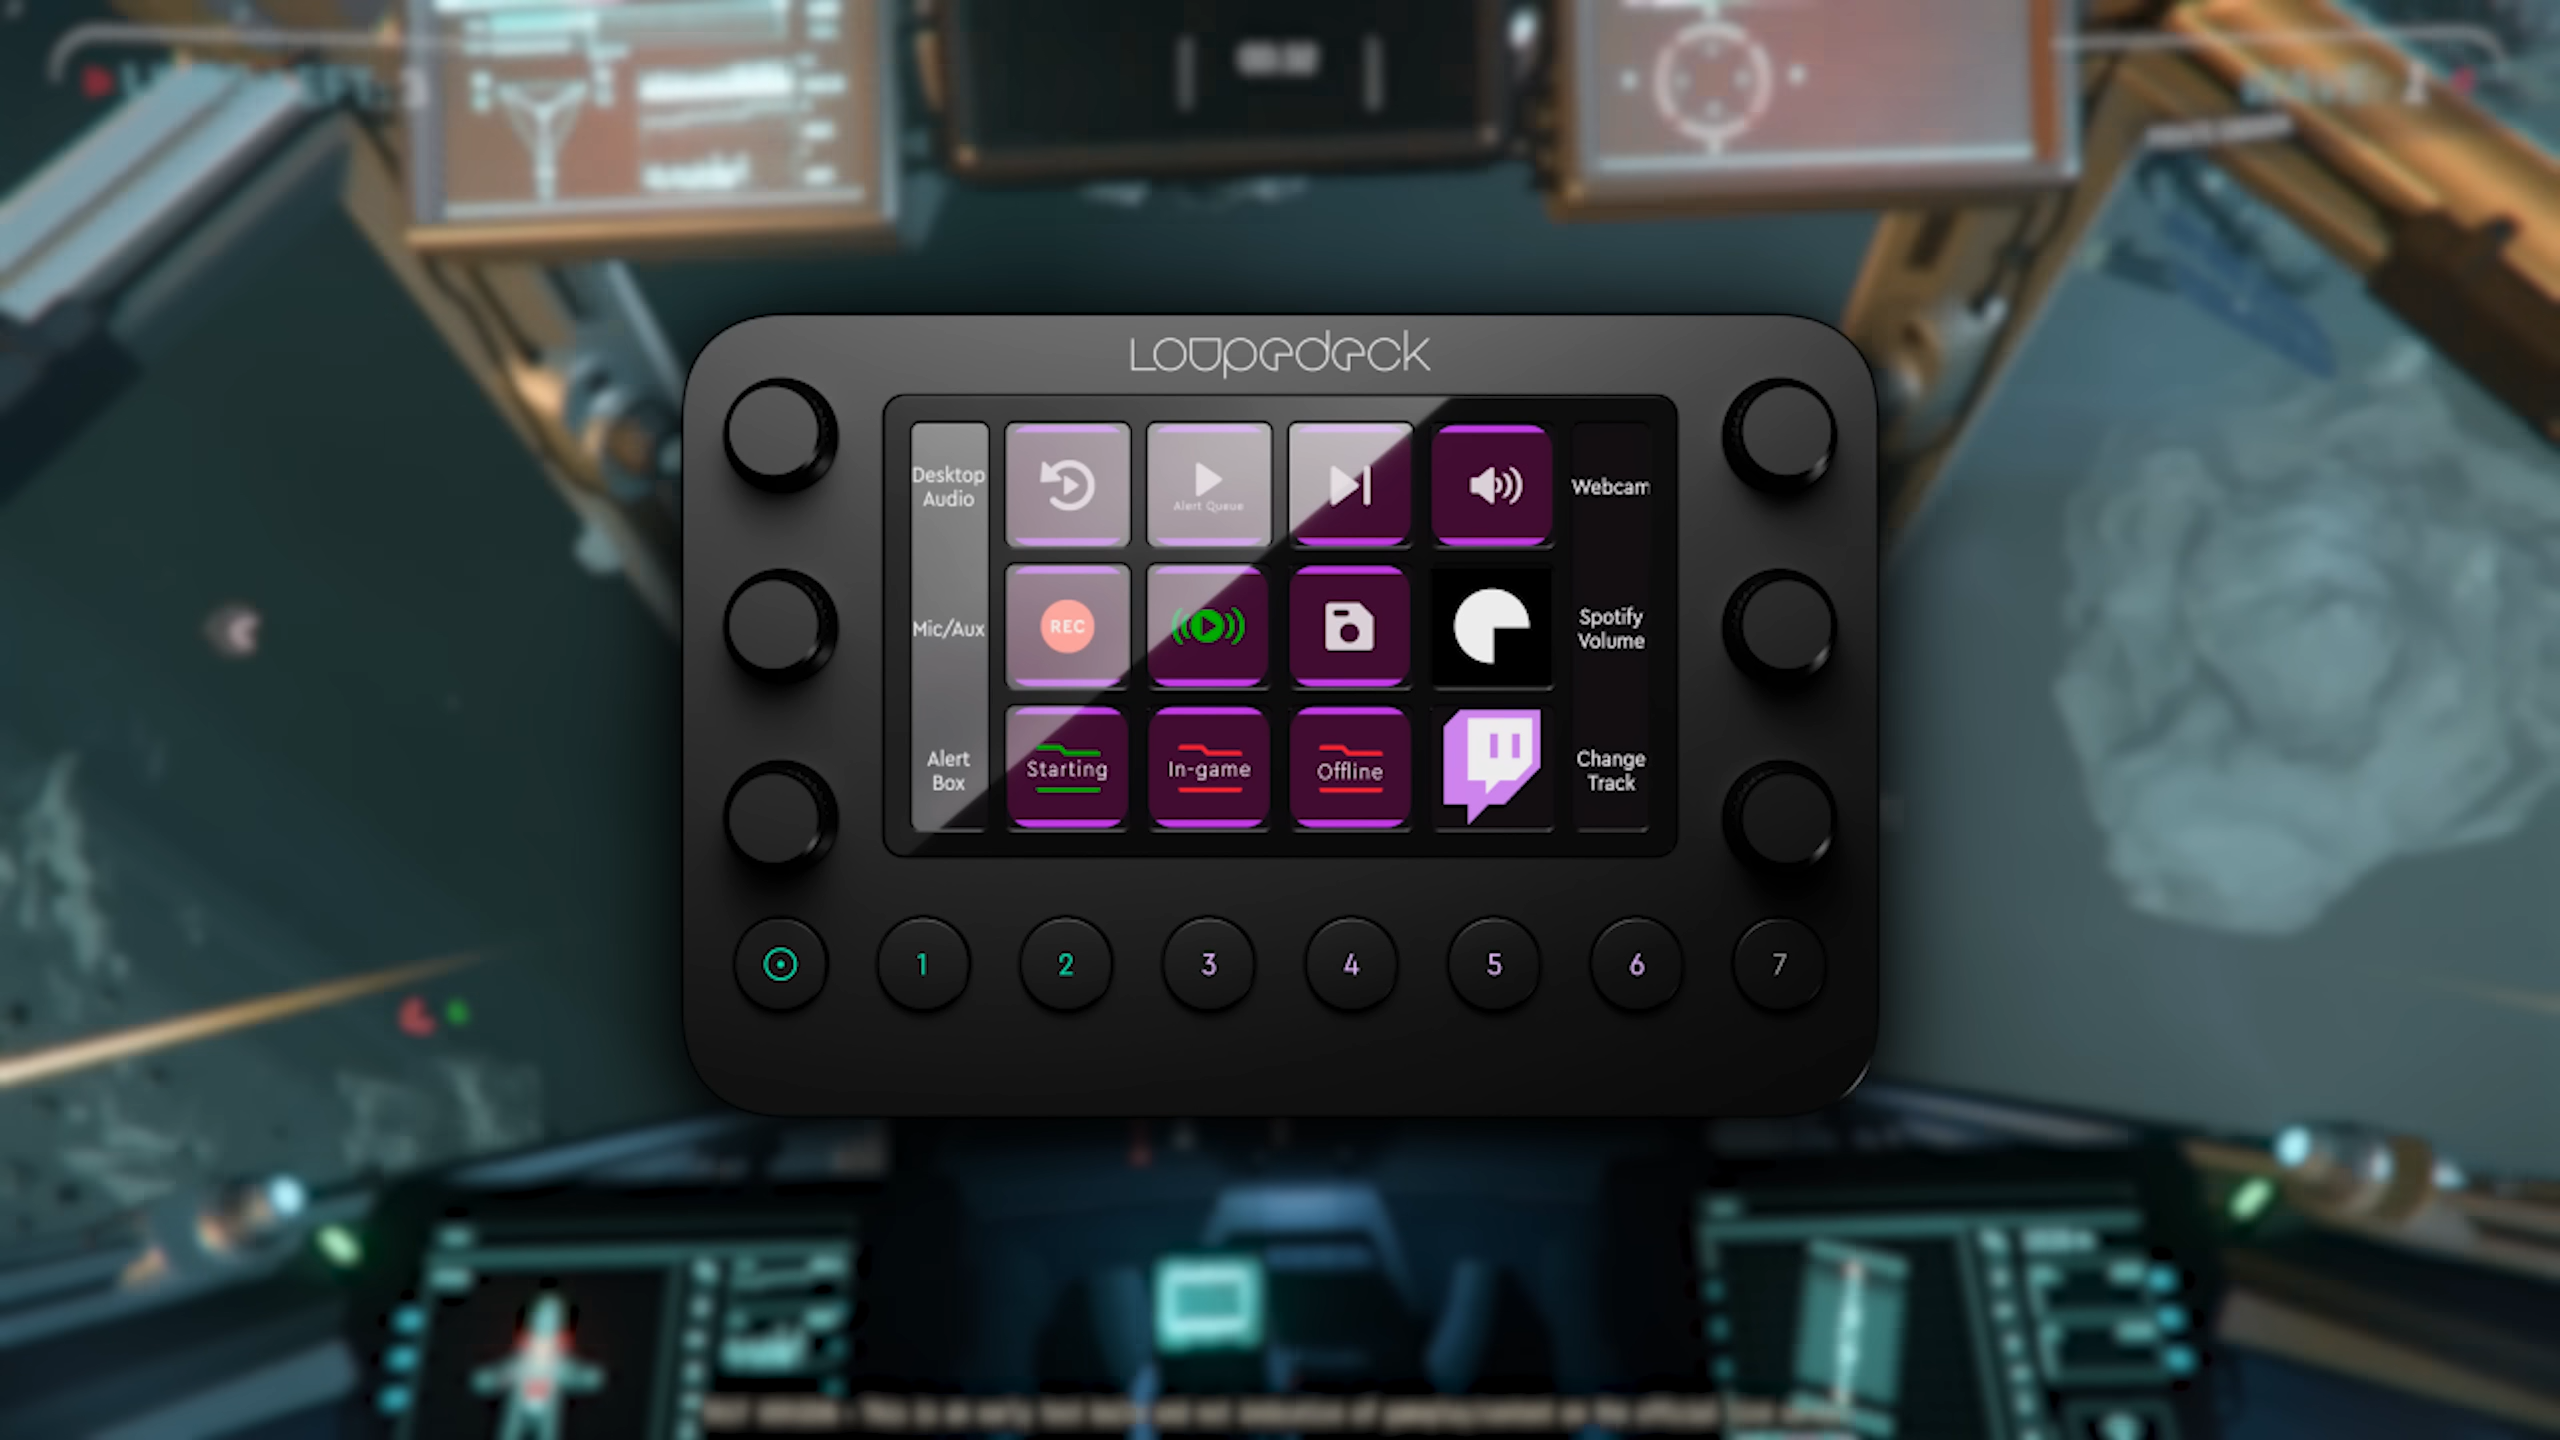 Loupedeck
Desktop
Audio
Alert Queue
Webcam
Mic/Aux
REC
Spotify
Volume
Alert
Box
Starting
In-game
Offline
Change
Track
1
2
3
4
5
6
7